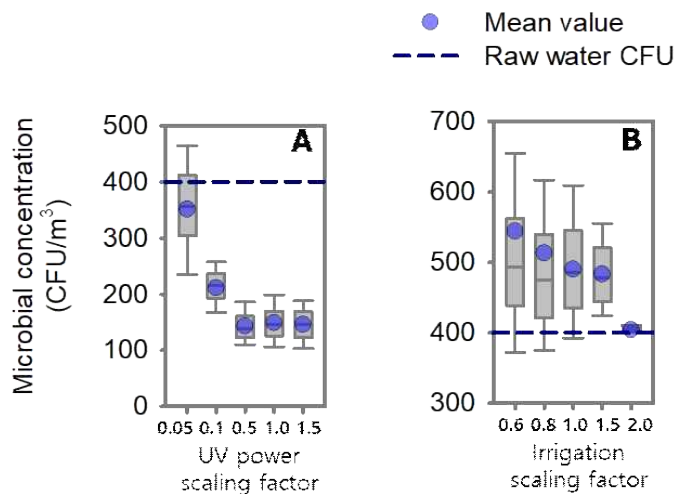 Mean value
Raw water CFU
Microbial concentration
(CFU/m³)
500
400
300
200
100
0
A
0.05 0.1 0.5 1.0 1.5
UV power
scaling factor
700
600
500
400
300
B
0.6 0.8 1.0 1.5 2.0
Irrigation
scaling factor